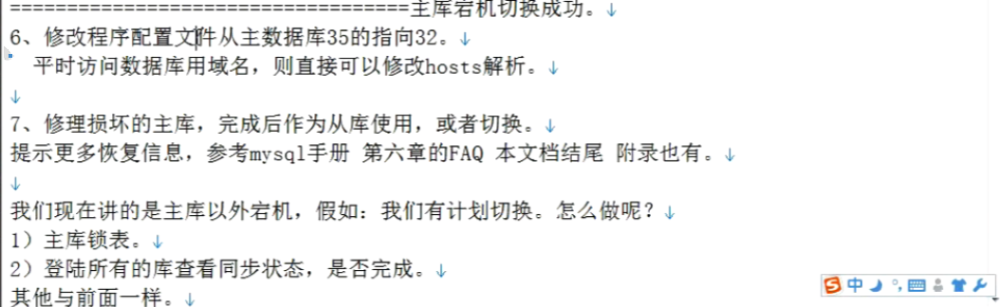 ===================================主库宕机切换成功。↓
6、修改程序配置文件从主数据库35的指向32。↓
平时访问数据库用域名，则直接可以修改hosts解析。↓
↓
7、修理损坏的主库，完成后作为从库使用，或者切换。↓
提示更多恢复信息，参考mysql手册 第六章的FAQ 本文档结尾 附录也有。↓
↓
我们现在讲的是主库以外宕机，假如：我们有计划切换。怎么做呢？↓
1）主库锁表。↓
2）登陆所有的库查看同步状态，是否完成。↓
其他与前面一样。↓
S中